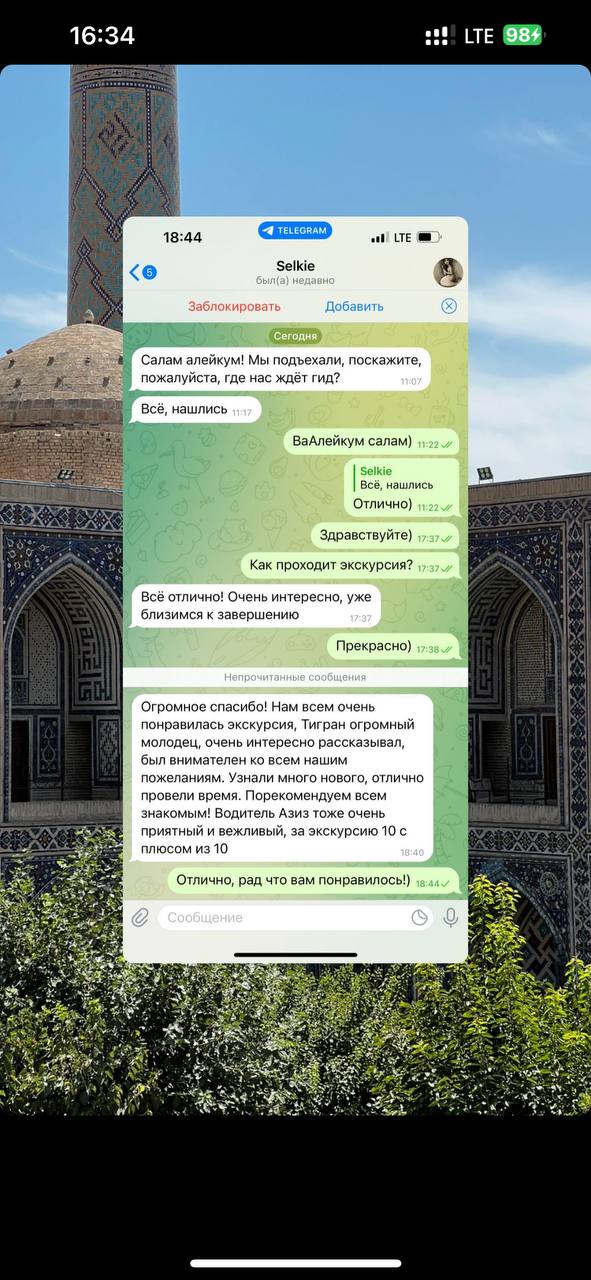 16:34
LTE
98
18:44
TELEGRAM
LTE
5
Selkie
был(а) недавно
Заблокировать
Добавить
Сегодня
Салам алейкум! Мы подъехали, поскажите,
пожалуйста, где нас ждёт гид?
11:07
Всё, нашлись 11:17
ВаАлейкум салам) 11:22
Selkie
Всё, нашлись
Отлично) 11:22
Здравствуйте) 17:37
Как проходит экскурсия? 17:37
Всё отлично! Очень интересно, уже
близимся к завершению
17:37
Прекрасно) 17:38
Непрочитанные сообщения
Огромное спасибо! Нам всем очень
понравилась экскурсия, Тигран огромный
молодец, очень интересно рассказывал,
был внимателен ко всем нашим
пожеланиям. Узнали много нового, отлично
провели время. Порекомендуем всем
знакомым! Водитель Азиз тоже очень
приятный и вежливый, за экскурсию 10 с
плюсом из 10
18:40
Отлично, рад что вам понравилось!) 18:44
Сообщение